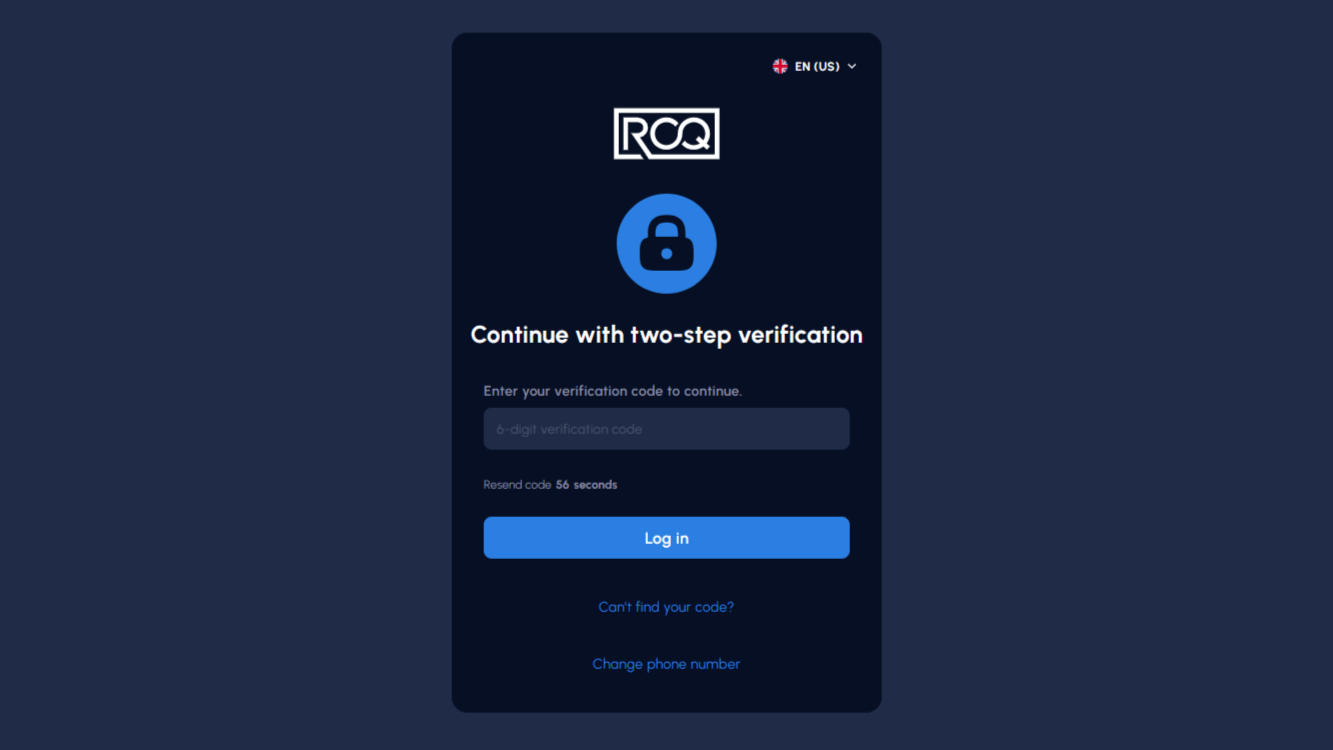 EN (US)
RCQ
Continue with two-step verification
Enter your verification code to continue.
6-digit verification code
Resend code 56 seconds
Log in
Can't find your code?
Change phone number